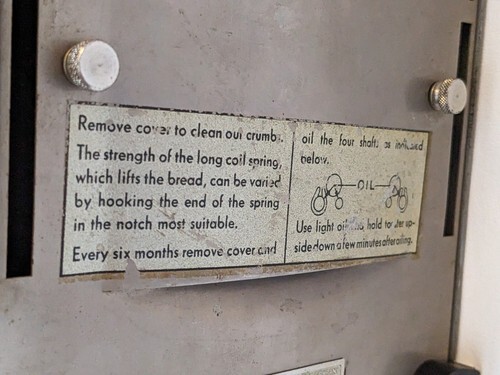 Remove cover to clean out crumbs.
The strength of the long coil spring,
which lifts the bread, can be varied
by hooking the end of the spring
in the notch most suitable.
Every six months remove cover and
oil the four shafts as indicated
below.
OIL
Use light oil and hold toaster up-
side down a few minutes after oiling.